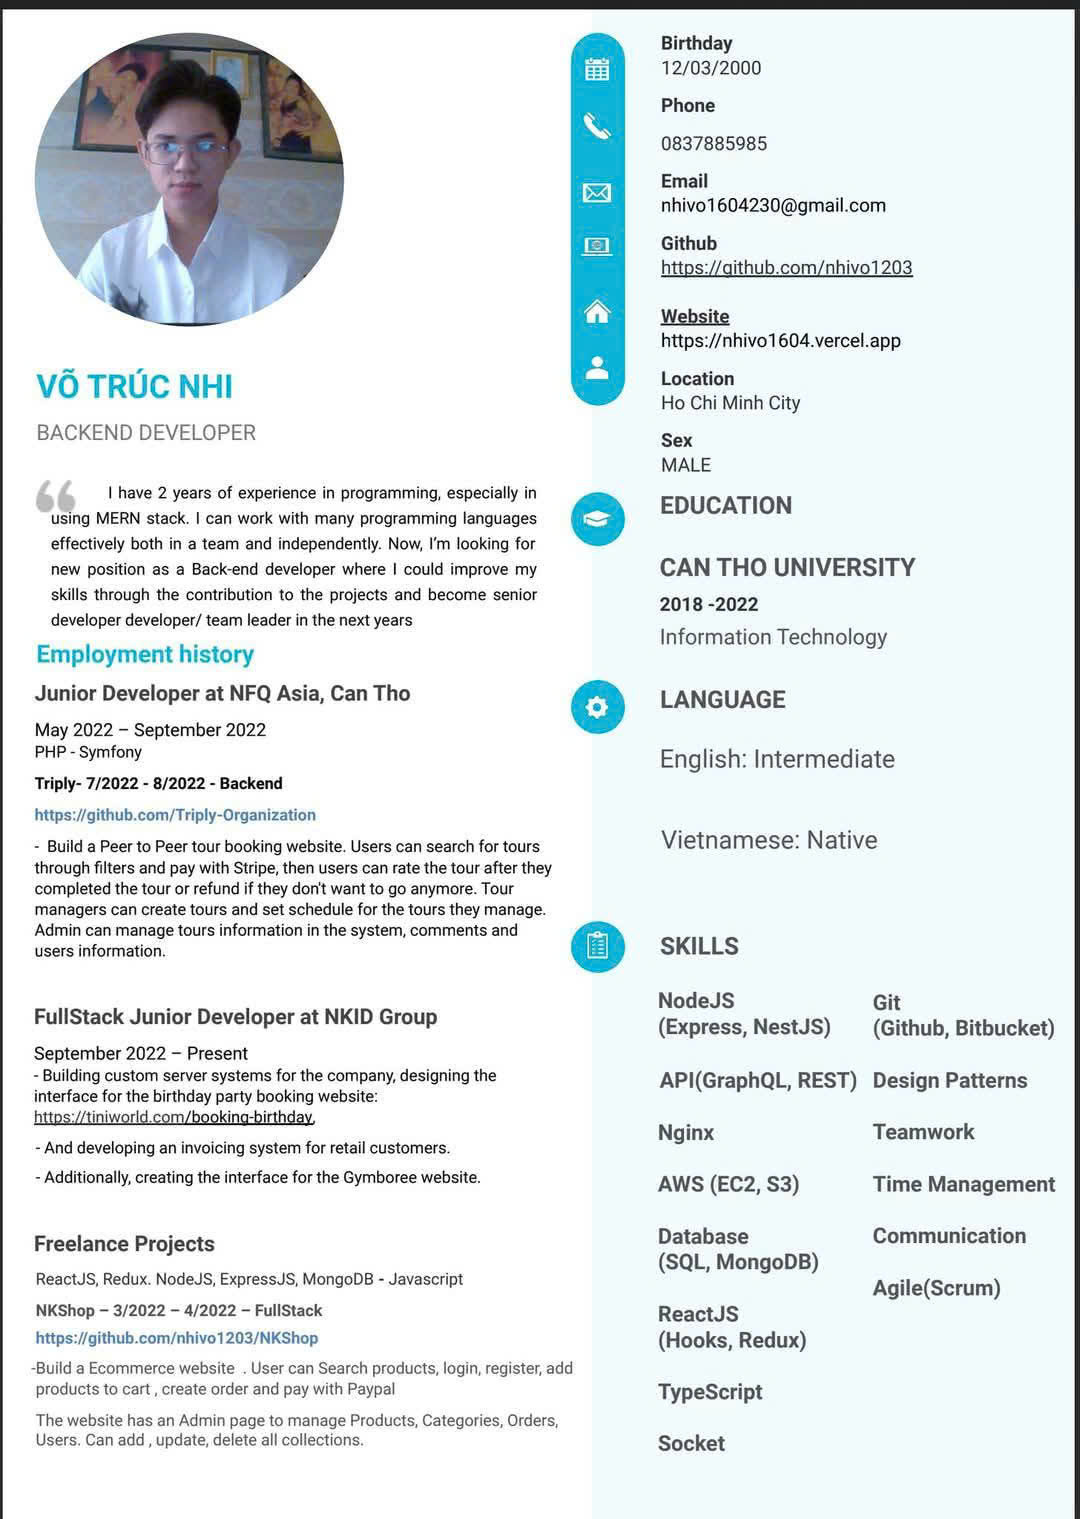 VÕ TRÚC NHI
BACKEND DEVELOPER
I have 2 years of experience in programming, especially in
using MERN stack. I can work with many programming languages
effectively both in a team and independently. Now, I'm looking for
new position as a Back-end developer where I could improve my
skills through the contribution to the projects and become senior
developer developer/ team leader in the next years
Employment history
Junior Developer at NFQ Asia, Can Tho
May 2022 – September 2022
PHP - Symfony
Triply- 7/2022 - 8/2022 - Backend
https://github.com/Triply-Organization
- Build a Peer to Peer tour booking website. Users can search for tours
through filters and pay with Stripe, then users can rate the tour after they
completed the tour or refund if they don't want to go anymore. Tour
managers can create tours and set schedule for the tours they manage.
Admin can manage tours information in the system, comments and
users information.
FullStack Junior Developer at NKID Group
September 2022 – Present
- Building custom server systems for the company, designing the
interface for the birthday party booking website:
https://tiniworld.com/booking-birthday,
- And developing an invoicing system for retail customers.
- Additionally, creating the interface for the Gymboree website.
Freelance Projects
ReactJS, Redux. NodeJS, ExpressJS, MongoDB - Javascript
NKShop – 3/2022 – 4/2022 – FullStack
https://github.com/nhivo1203/NKShop
-Build a Ecommerce website . User can Search products, login, register, add
products to cart , create order and pay with Paypal
The website has an Admin page to manage Products, Categories, Orders,
Users. Can add , update, delete all collections.
Birthday
12/03/2000
Phone
0837885985
Email
nhivo1604230@gmail.com
Github
https://github.com/nhivo1203
Website
https://nhivo1604.vercel.app
Location
Ho Chi Minh City
Sex
MALE
EDUCATION
CAN THO UNIVERSITY
2018 -2022
Information Technology
LANGUAGE
English: Intermediate
Vietnamese: Native
SKILLS
NodeJS
(Express, NestJS)
API(GraphQL, REST)
Nginx
AWS (EC2, S3)
Database
(SQL, MongoDB)
ReactJS
(Hooks, Redux)
TypeScript
Socket
Git
(Github, Bitbucket)
Design Patterns
Teamwork
Time Management
Communication
Agile(Scrum)